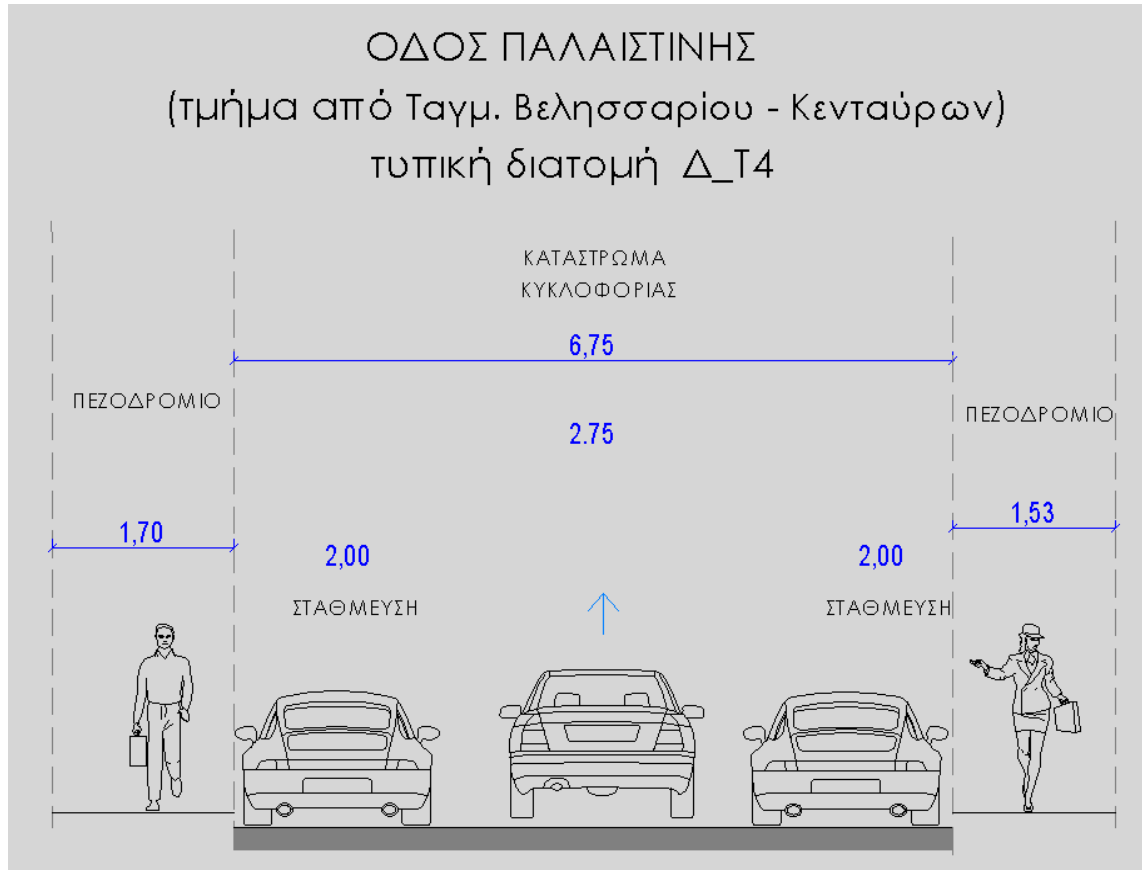 ΟΔΟΣ ΠΑΛΑΙΣΤΙΝΗΣ
(τμήμα από Ταγμ. Βελησσαρίου - Κενταύρων)
τυπική διατομή Δ_Τ4
ΚΑΤΑΣΤΡΩΜΑ
ΚΥΚΛΟΦΟΡΙΑΣ
6,75
ΠΕΖΟΔΡΟΜΙΟ
ΠΕΖΟΔΡΟΜΙΟ
2.75
1,70
1,53
2,00
2,00
ΣΤΑΘΜΕΥΣΗ
ΣΤΑΘΜΕΥΣΗ